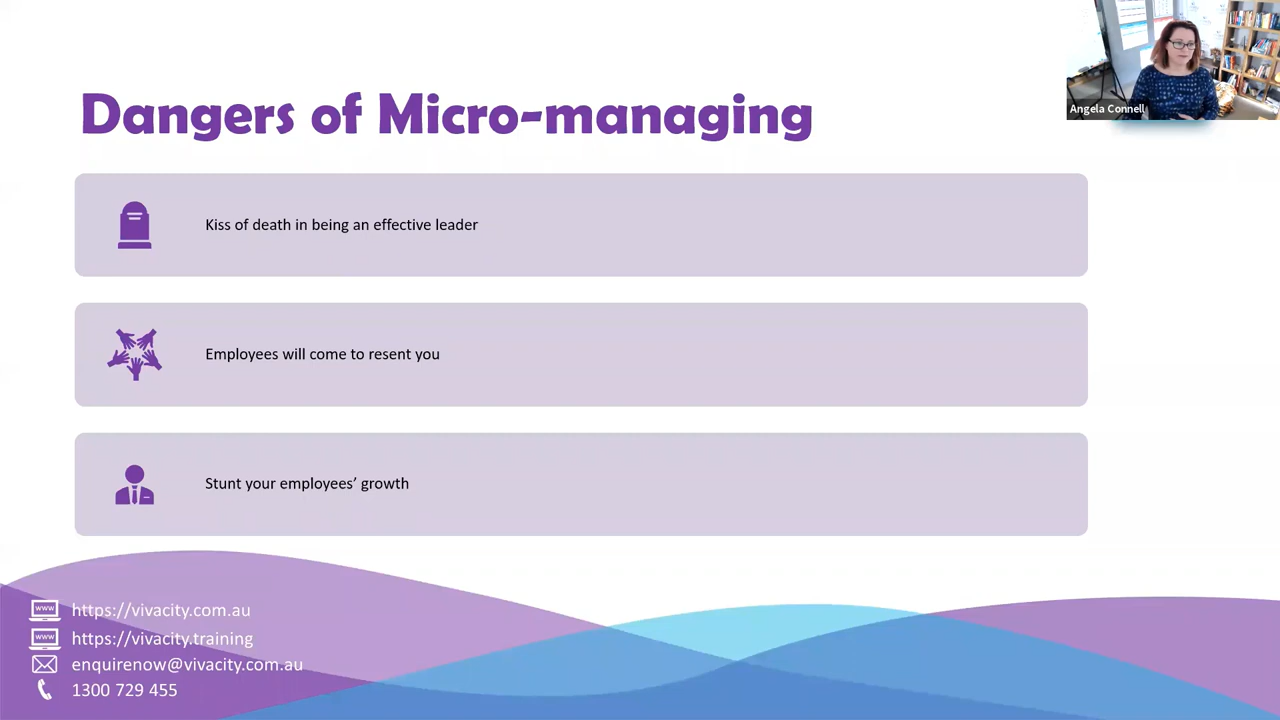 Dangers of Micro-managing
Angela Connell
Kiss of death in being an effective leader
Employees will come to resent you
Stunt your employees’ growth
www https://vivacity.com.au
www https://vivacity.training
enquirenow@vivacity.com.au
1300 729 455